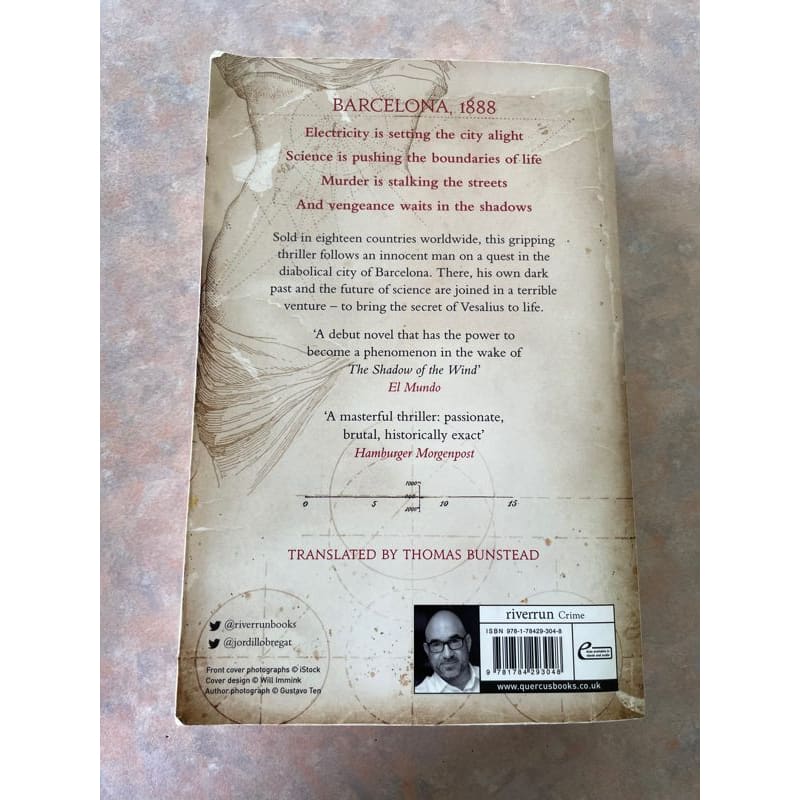 BARCELONA, 1888
Electricity is setting the city alight
Science is pushing the boundaries of life
Murder is stalking the streets
And vengeance waits in the shadows
Sold in eighteen countries worldwide, this gripping
thriller follows an innocent man on a quest in the
diabolical city of Barcelona. There, his own dark
past and the future of science are joined in a terrible
venture – to bring the secret of Vesalius to life.
‘A debut novel that has the power to
become a phenomenon in the wake of
The Shadow of the Wind’
El Mundo
‘A masterful thriller: passionate,
brutal, historically exact’
Hamburger Morgenpost
1000
0 5 10 15
2000
TRANSLATED BY THOMAS BUNSTEAD
@riverrunbooks
@jordillobregat
Front cover photographs © iStock
Cover design © Will Immink
Author photograph © Gustavo Ten
riverrun Crime
ISBN 978-1-78429-304-8
9 781784 293048
www.quercusbooks.co.uk